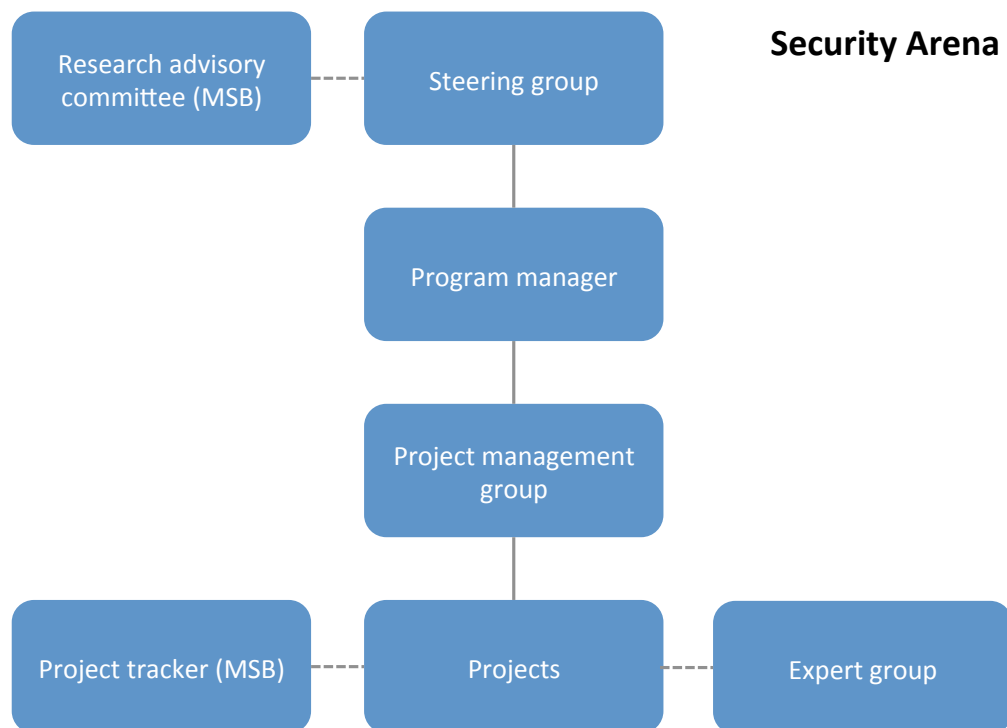 Security Arena
Research advisory
committee (MSB)
Steering group
Program manager
Project management
group
Project tracker (MSB)
Projects
Expert group